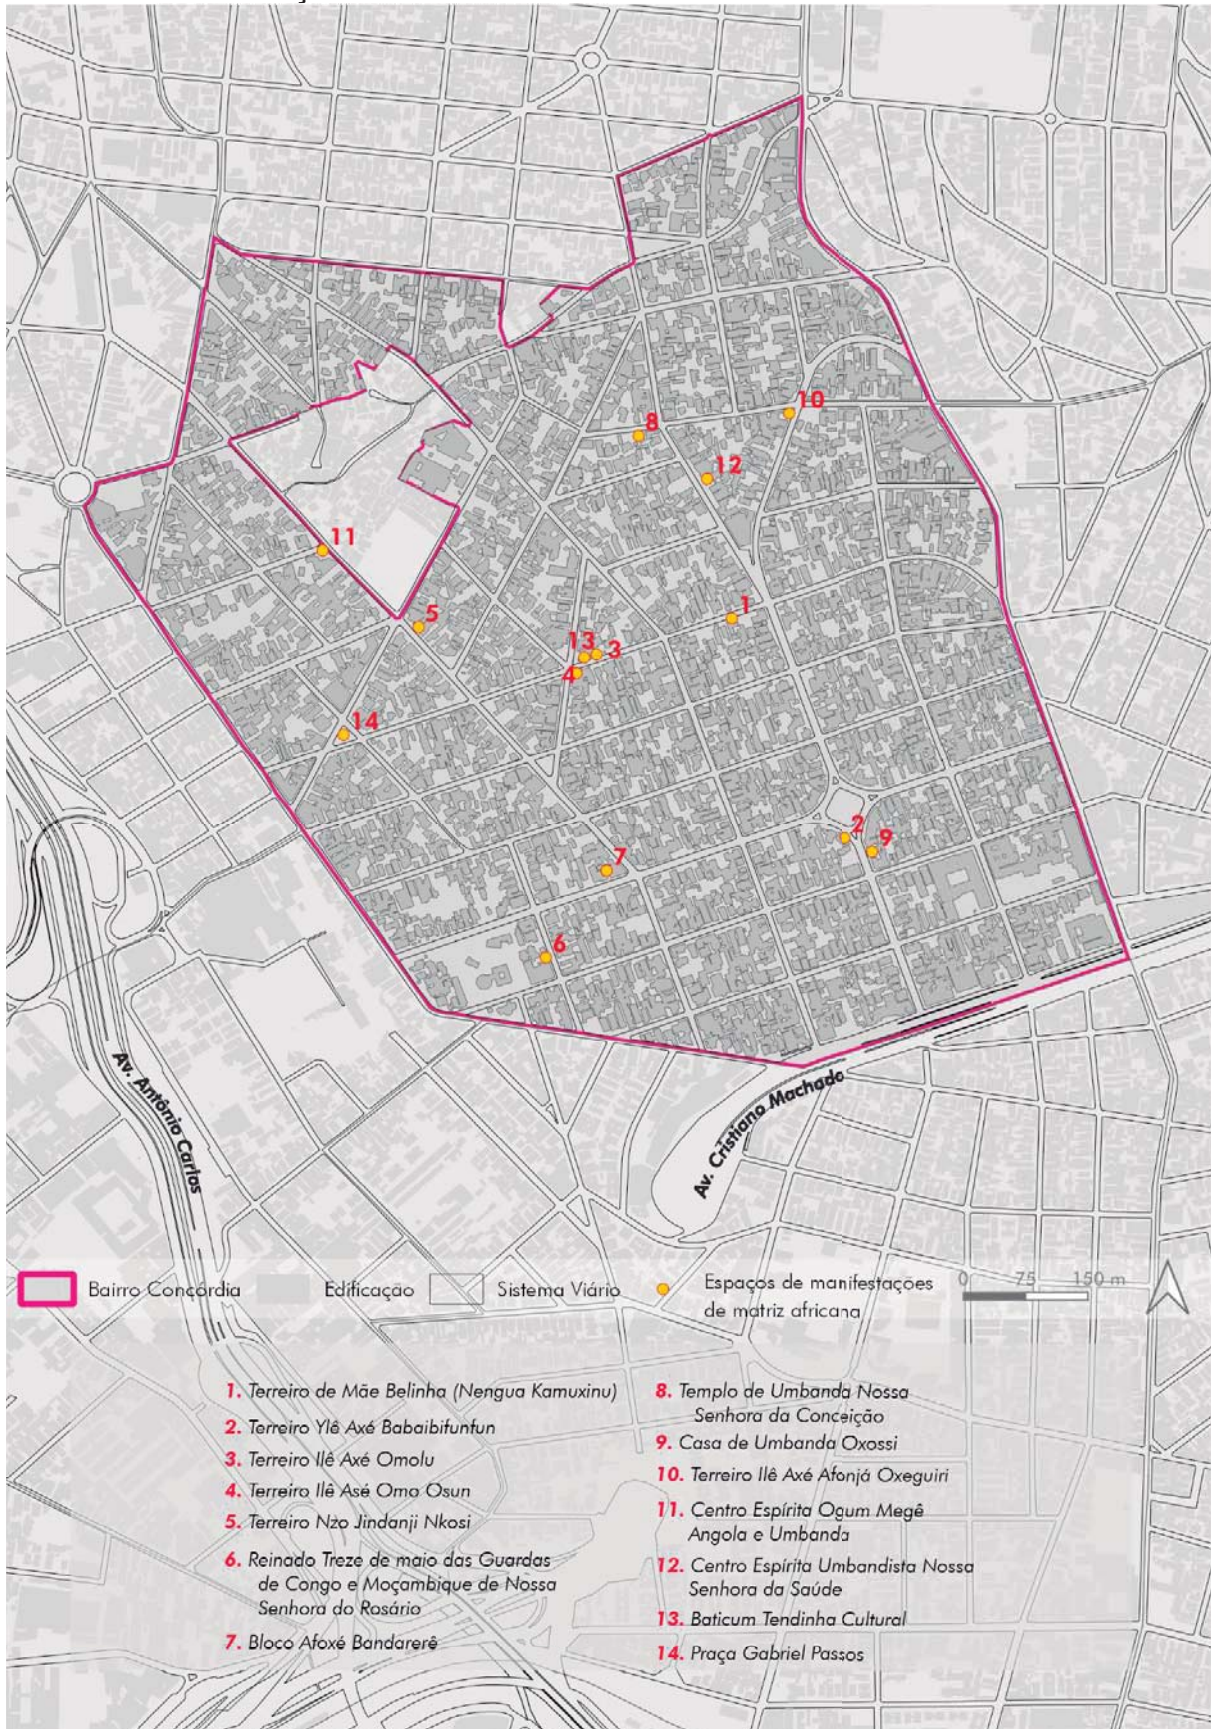 8
10
12
11
5
1
13
3
4
14
2
9
7
6
Av. Antônio Carlos
Av. Cristiano Machado
Bairro Concórdia
Edificação
Sistema Viário
Espaços de manifestações
de matriz africana
0 75 150 m
1. Terreiro de Mãe Belinha (Nengua Kamuxinu)
2. Terreiro Ylê Axé Babaibifunfun
3. Terreiro Ilê Axé Omolu
4. Terreiro Ilê Asé Omo Osun
5. Terreiro Nzo Jindanji Nkosi
6. Reinado Treze de maio das Guardas
de Congo e Moçambique de Nossa
Senhora do Rosário
7. Bloco Afoxé Bandarerê
8. Templo de Umbanda Nossa
Senhora da Conceição
9. Casa de Umbanda Oxossi
10. Terreiro Ilê Axé Afonjá Oxeguiri
11. Centro Espírita Ogum Megê
Angola e Umbanda
12. Centro Espírita Umbandista Nossa
Senhora da Saúde
13. Baticum Tendinha Cultural
14. Praça Gabriel Passos